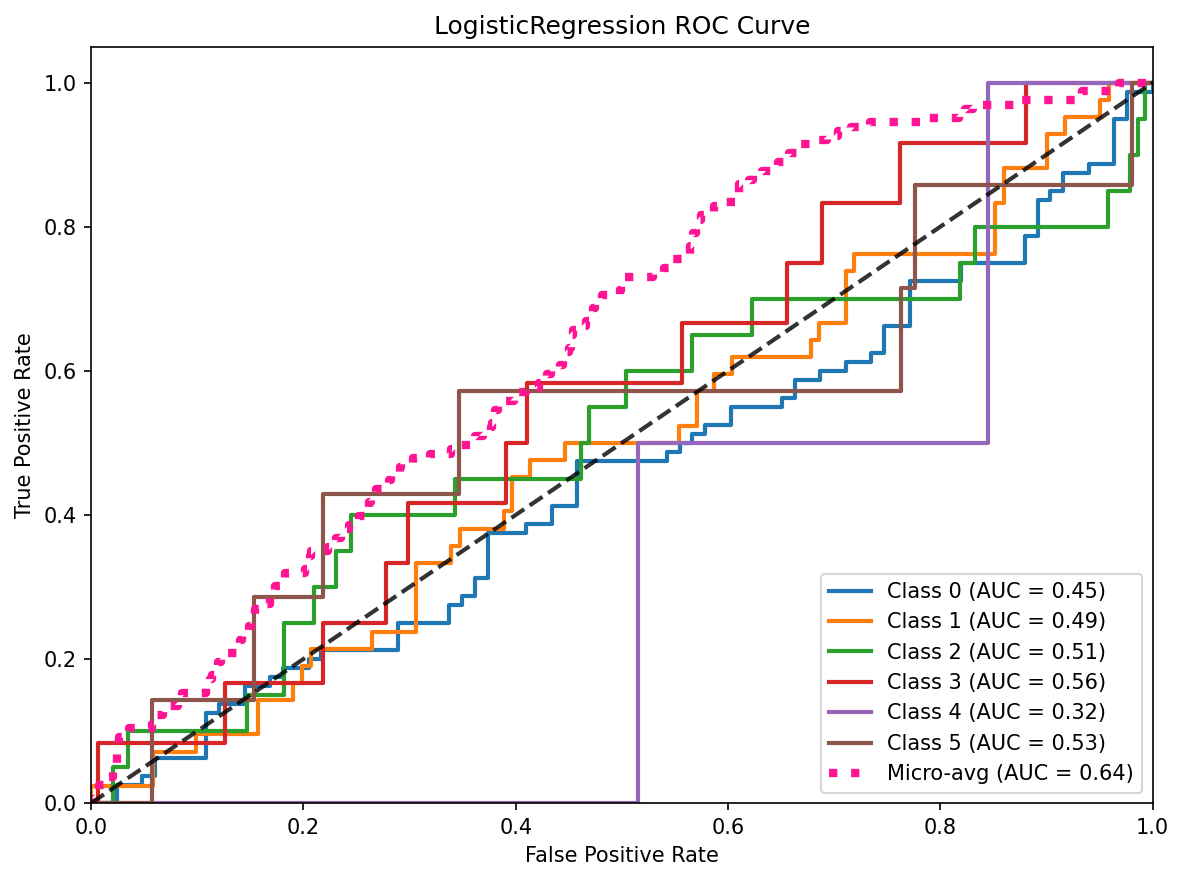 LogisticRegression ROC Curve
True Positive Rate
1.0
0.8
0.6
0.4
0.2
0.0
0.0 0.2 0.4 0.6 0.8 1.0
False Positive Rate
Class 0 (AUC = 0.45)
Class 1 (AUC = 0.49)
Class 2 (AUC = 0.51)
Class 3 (AUC = 0.56)
Class 4 (AUC = 0.32)
Class 5 (AUC = 0.53)
Micro-avg (AUC = 0.64)